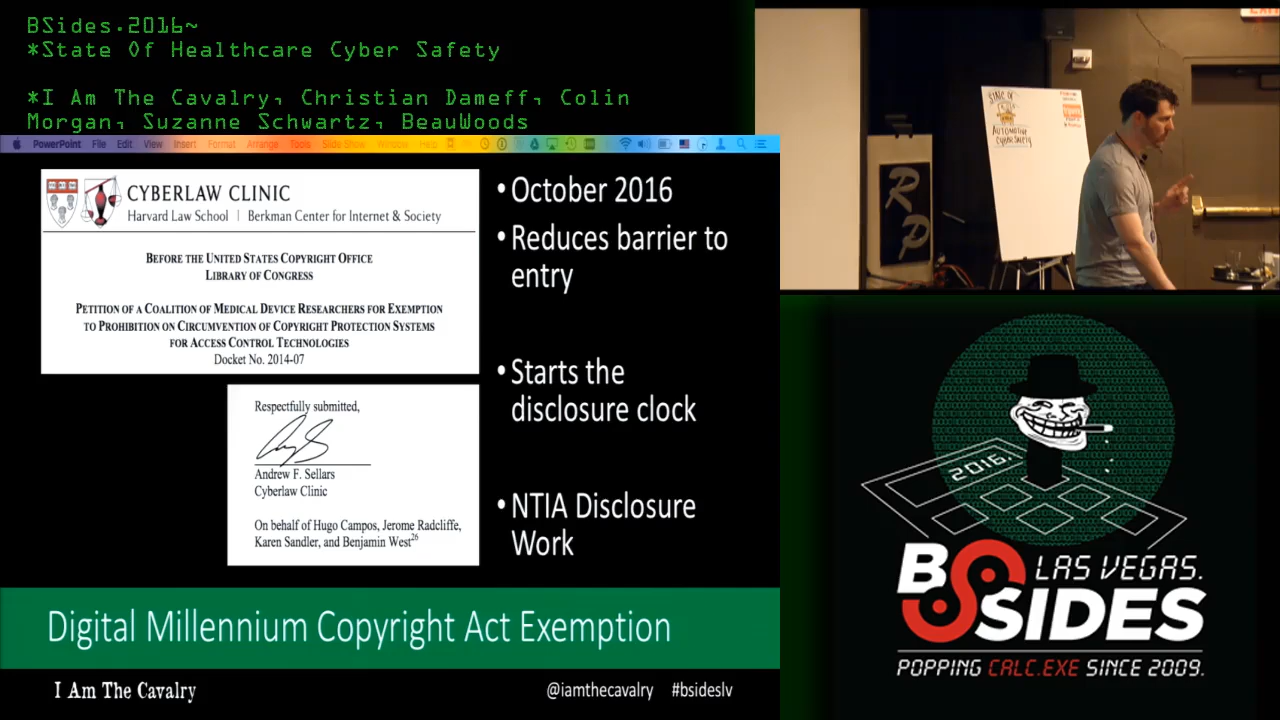 BSides.2016~
*State Of Healthcare Cyber Safety
*I Am The Cavalry, Christian Dameff, Colin
Morgan, Suzanne Schwartz, BeauWoods
PowerPoint File Edit View Insert Format Arrange Tools Slide Show Window Help
CYBERLAW CLINIC
Harvard Law School | Berkman Center for Internet & Society
BEFORE THE UNITED STATES COPYRIGHT OFFICE
LIBRARY OF CONGRESS
PETITION OF A COALITION OF MEDICAL DEVICE RESEARCHERS FOR EXEMPTION
TO PROHIBITION ON CIRCUMVENTION OF COPYRIGHT PROTECTION SYSTEMS
FOR ACCESS CONTROL TECHNOLOGIES
Docket No. 2014-07
Respectfully submitted,
Andrew F. Sellars
Cyberlaw Clinic
On behalf of Hugo Campos, Jerome Radcliffe,
Karen Sandler, and Benjamin West26
• October 2016
• Reduces barrier to
entry
• Starts the
disclosure clock
• NTIA Disclosure
Work
Digital Millennium Copyright Act Exemption
I Am The Cavalry
@iamthecavalry #bsideslv
AUTOMOTIVE
CYBER SAFETY
RP
2016.
BSIDES
LAS VEGAS.
POPPING CALC.EXE SINCE 2009.